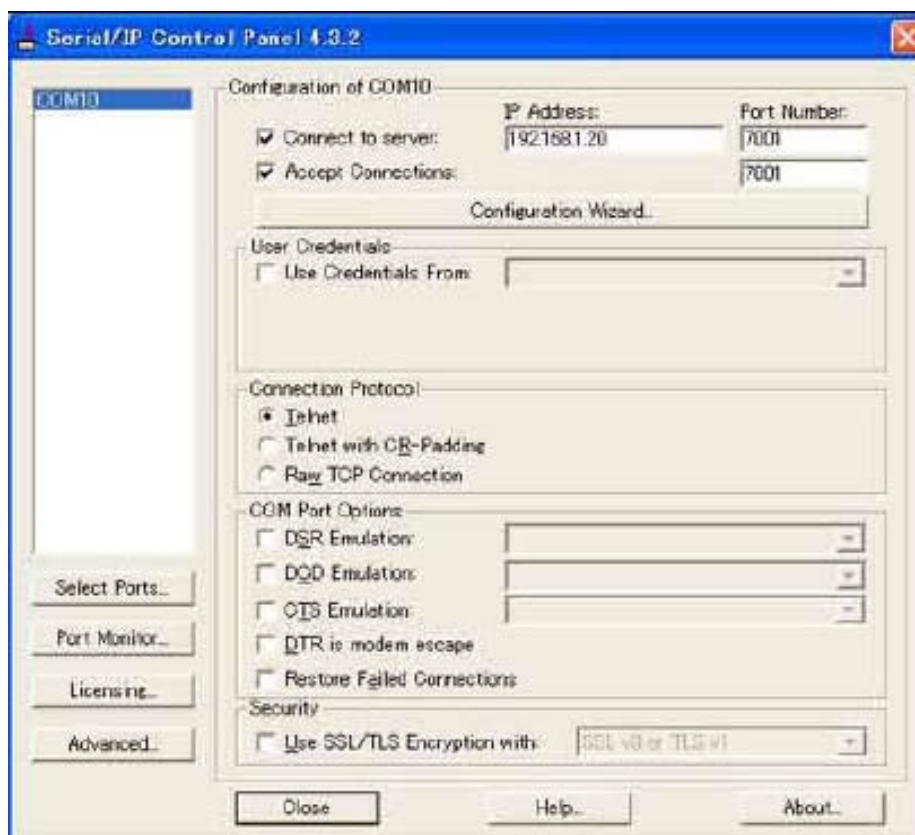 Serial/IP Control Panel 4.3.2
COM10
Configuration of COM10
IP Address:
Port Number:
Connect to server:
192.168.1.20
7001
Accept Connections:
7001
Configuration Wizard...
User Credentials
Use Credentials From:
Connection Protocol
Telnet
Telnet with CR-Padding
Raw TCP Connection
COM Port Options
DSR Emulation:
DCD Emulation:
CTS Emulation:
DTR is modem escape
Restore Failed Connections
Security
Use SSL/TLS Encryption with:
SSL v3 or TLS v1
Select Ports...
Port Monitor...
Licensing...
Advanced...
Close
Help...
About...